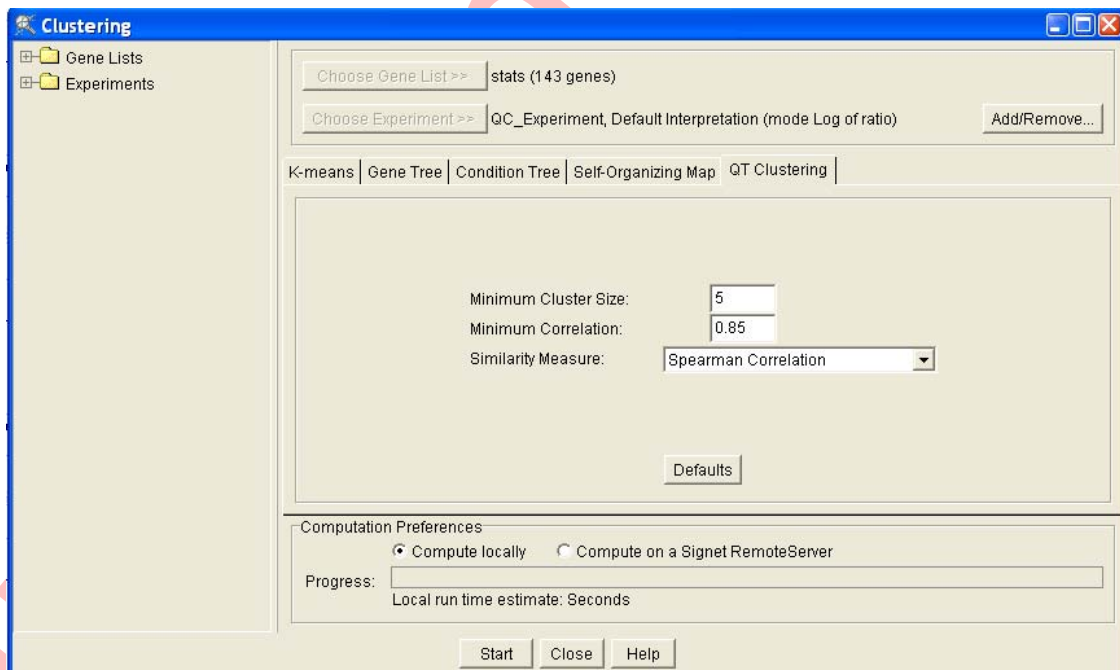 Clustering
Gene Lists
Experiments
Choose Gene List >> stats (143 genes)
Choose Experiment >> QC_Experiment, Default Interpretation (mode Log of ratio) Add/Remove...
K-means Gene Tree Condition Tree Self-Organizing Map QT Clustering
Minimum Cluster Size: 5
Minimum Correlation: 0.85
Similarity Measure: Spearman Correlation
Defaults
Computation Preferences
Compute locally Compute on a Signet RemoteServer
Progress:
Local run time estimate: Seconds
Start Close Help